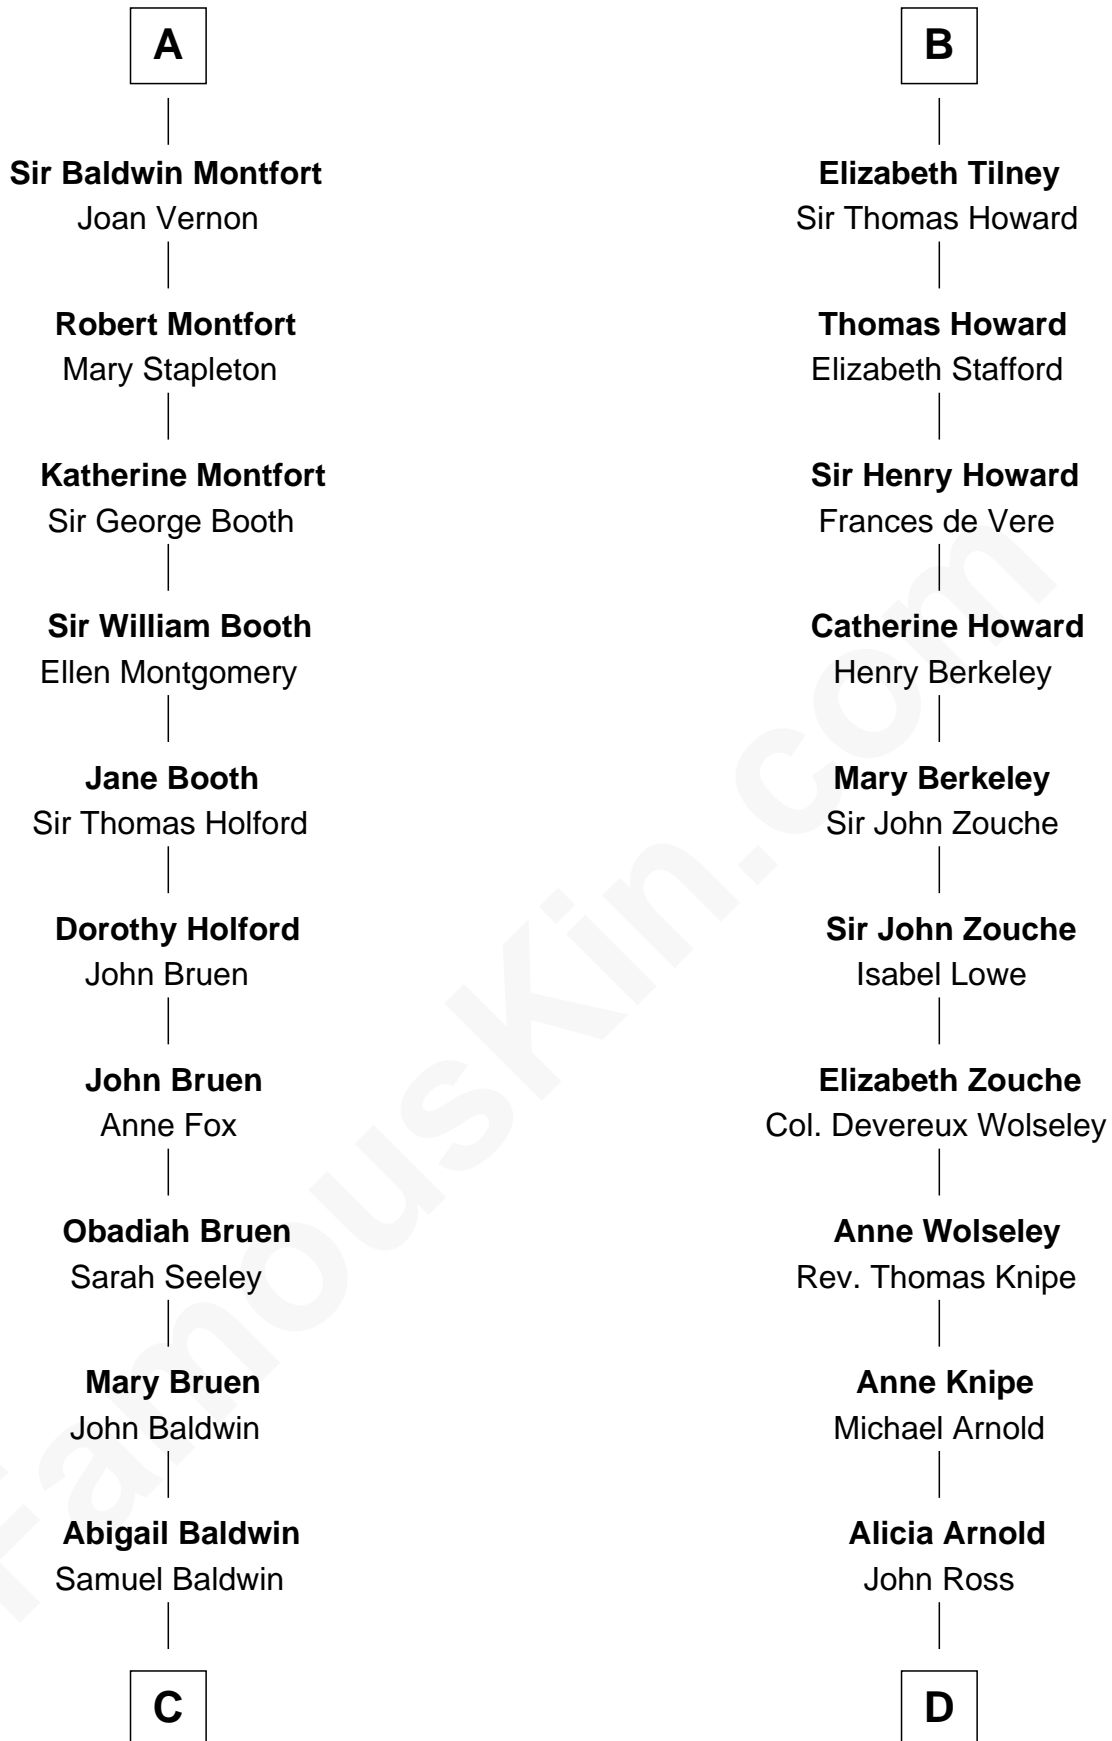 A
Sir Baldwin Montfort
Joan Vernon
Robert Montfort
Mary Stapleton
Katherine Montfort
Sir George Booth
Sir William Booth
Ellen Montgomery
Jane Booth
Sir Thomas Holford
Dorothy Holford
John Bruen
John Bruen
Anne Fox
Obadiah Bruen
Sarah Seeley
Mary Bruen
John Baldwin
Abigail Baldwin
Samuel Baldwin
C
B
Elizabeth Tilney
Sir Thomas Howard
Thomas Howard
Elizabeth Stafford
Sir Henry Howard
Frances de Vere
Catherine Howard
Henry Berkeley
Mary Berkeley
Sir John Zouche
Sir John Zouche
Isabel Lowe
Elizabeth Zouche
Col. Devereux Wolseley
Anne Wolseley
Rev. Thomas Knipe
Anne Knipe
Michael Arnold
Alicia Arnold
John Ross
D
FamousKin.com